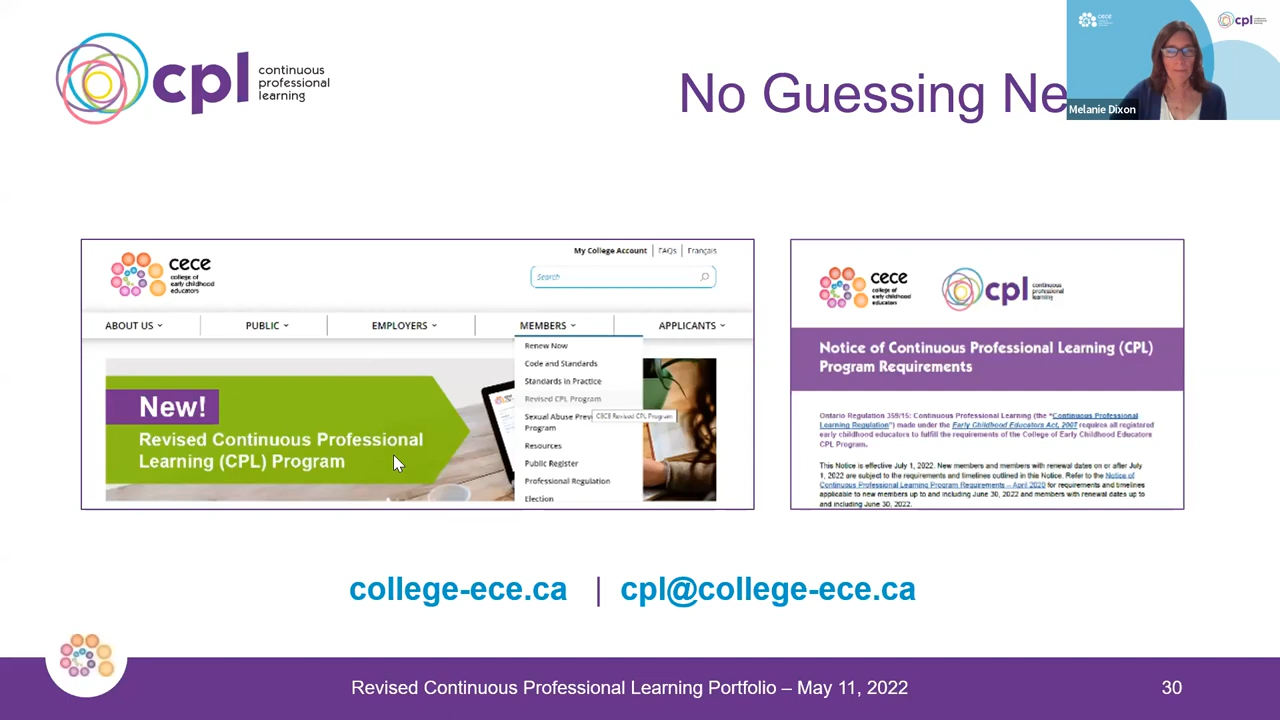 cpl continuous professional learning
No Guessing Ne
cece
cpl
Melanie Dixon
cece
college of
early childhood
educators
My College Account | FAQs | Français
Search
ABOUT US
PUBLIC
EMPLOYERS
MEMBERS
APPLICANTS
Renew Now
Code and Standards
Standards in Practice
Revised CPL Program
Sexual Abuse Prev
CECE Revised CPL Program
Program
Resources
Public Register
Professional Regulation
Election
New!
Revised Continuous Professional
Learning (CPL) Program
cece
college of
early childhood
educators
cpl continuous professional learning
Notice of Continuous Professional Learning (CPL)
Program Requirements
Ontario Regulation 359/15: Continuous Professional Learning (the "Continuous Professional
Learning Regulation") made under the Early Childhood Educators Act, 2007 requires all registered
early childhood educators to fulfill the requirements of the College of Early Childhood Educators
CPL Program.
This Notice is effective July 1, 2022. New members and members with renewal dates on or after July
1, 2022 are subject to the requirements and timelines outlined in this Notice. Refer to the Notice of
Continuous Professional Learning Program Requirements – April 2020 for requirements and timelines
applicable to new members up to and including June 30, 2022 and members with renewal dates up to
and including June 30, 2022.
college-ece.ca | cpl@college-ece.ca
Revised Continuous Professional Learning Portfolio – May 11, 2022
30